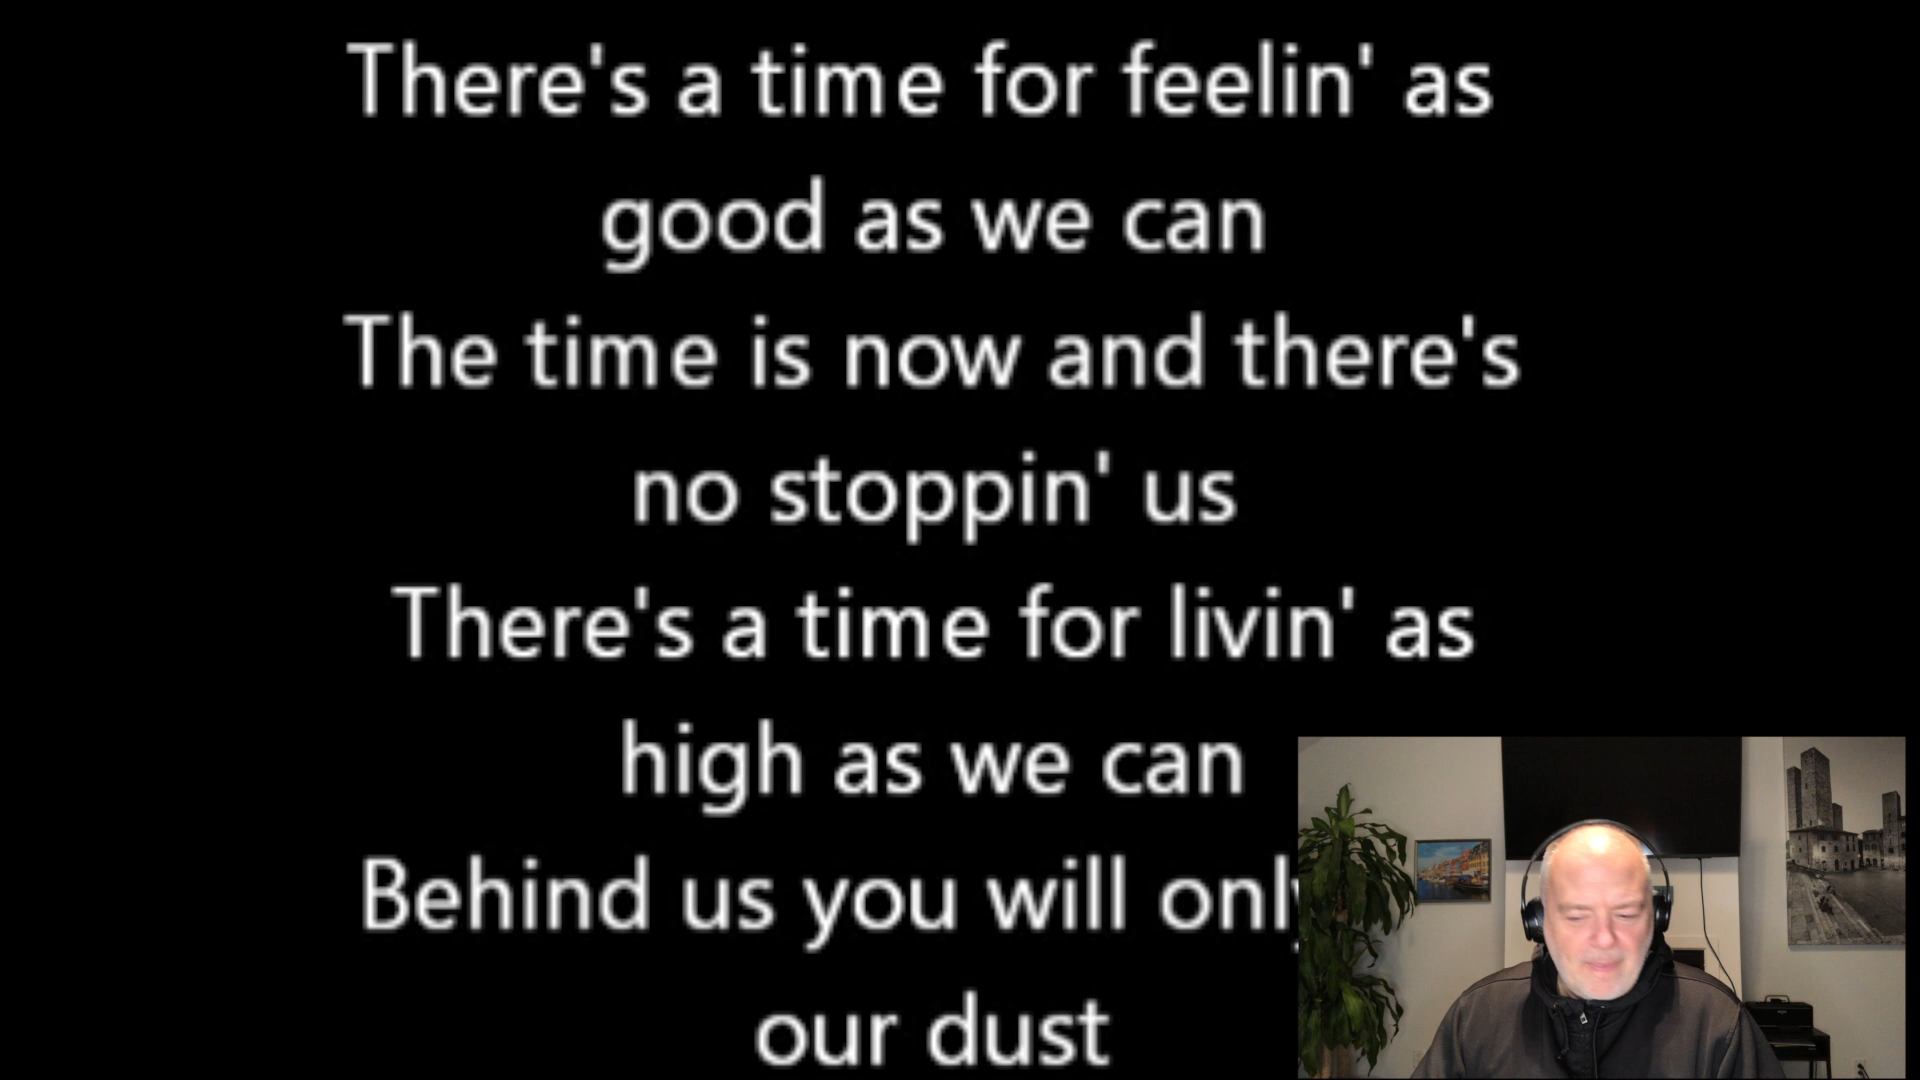 There's a time for feelin' as
good as we can
The time is now and there's
no stoppin' us
There's a time for livin' as
high as we can
Behind us you will only
our dust